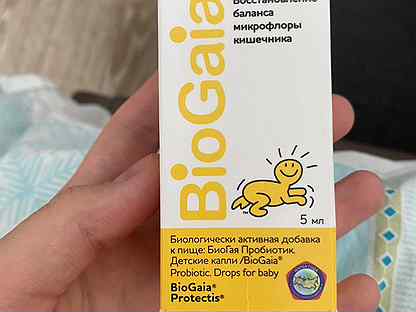 Восстановление
баланса
микрофлоры
кишечника
BioGaia
5 мл
Биологически активная добавка
к пище: БиоГая Пробиотик.
Детские капли /BioGaia®
Probiotic. Drops for baby
BioGaia®
Protectis®